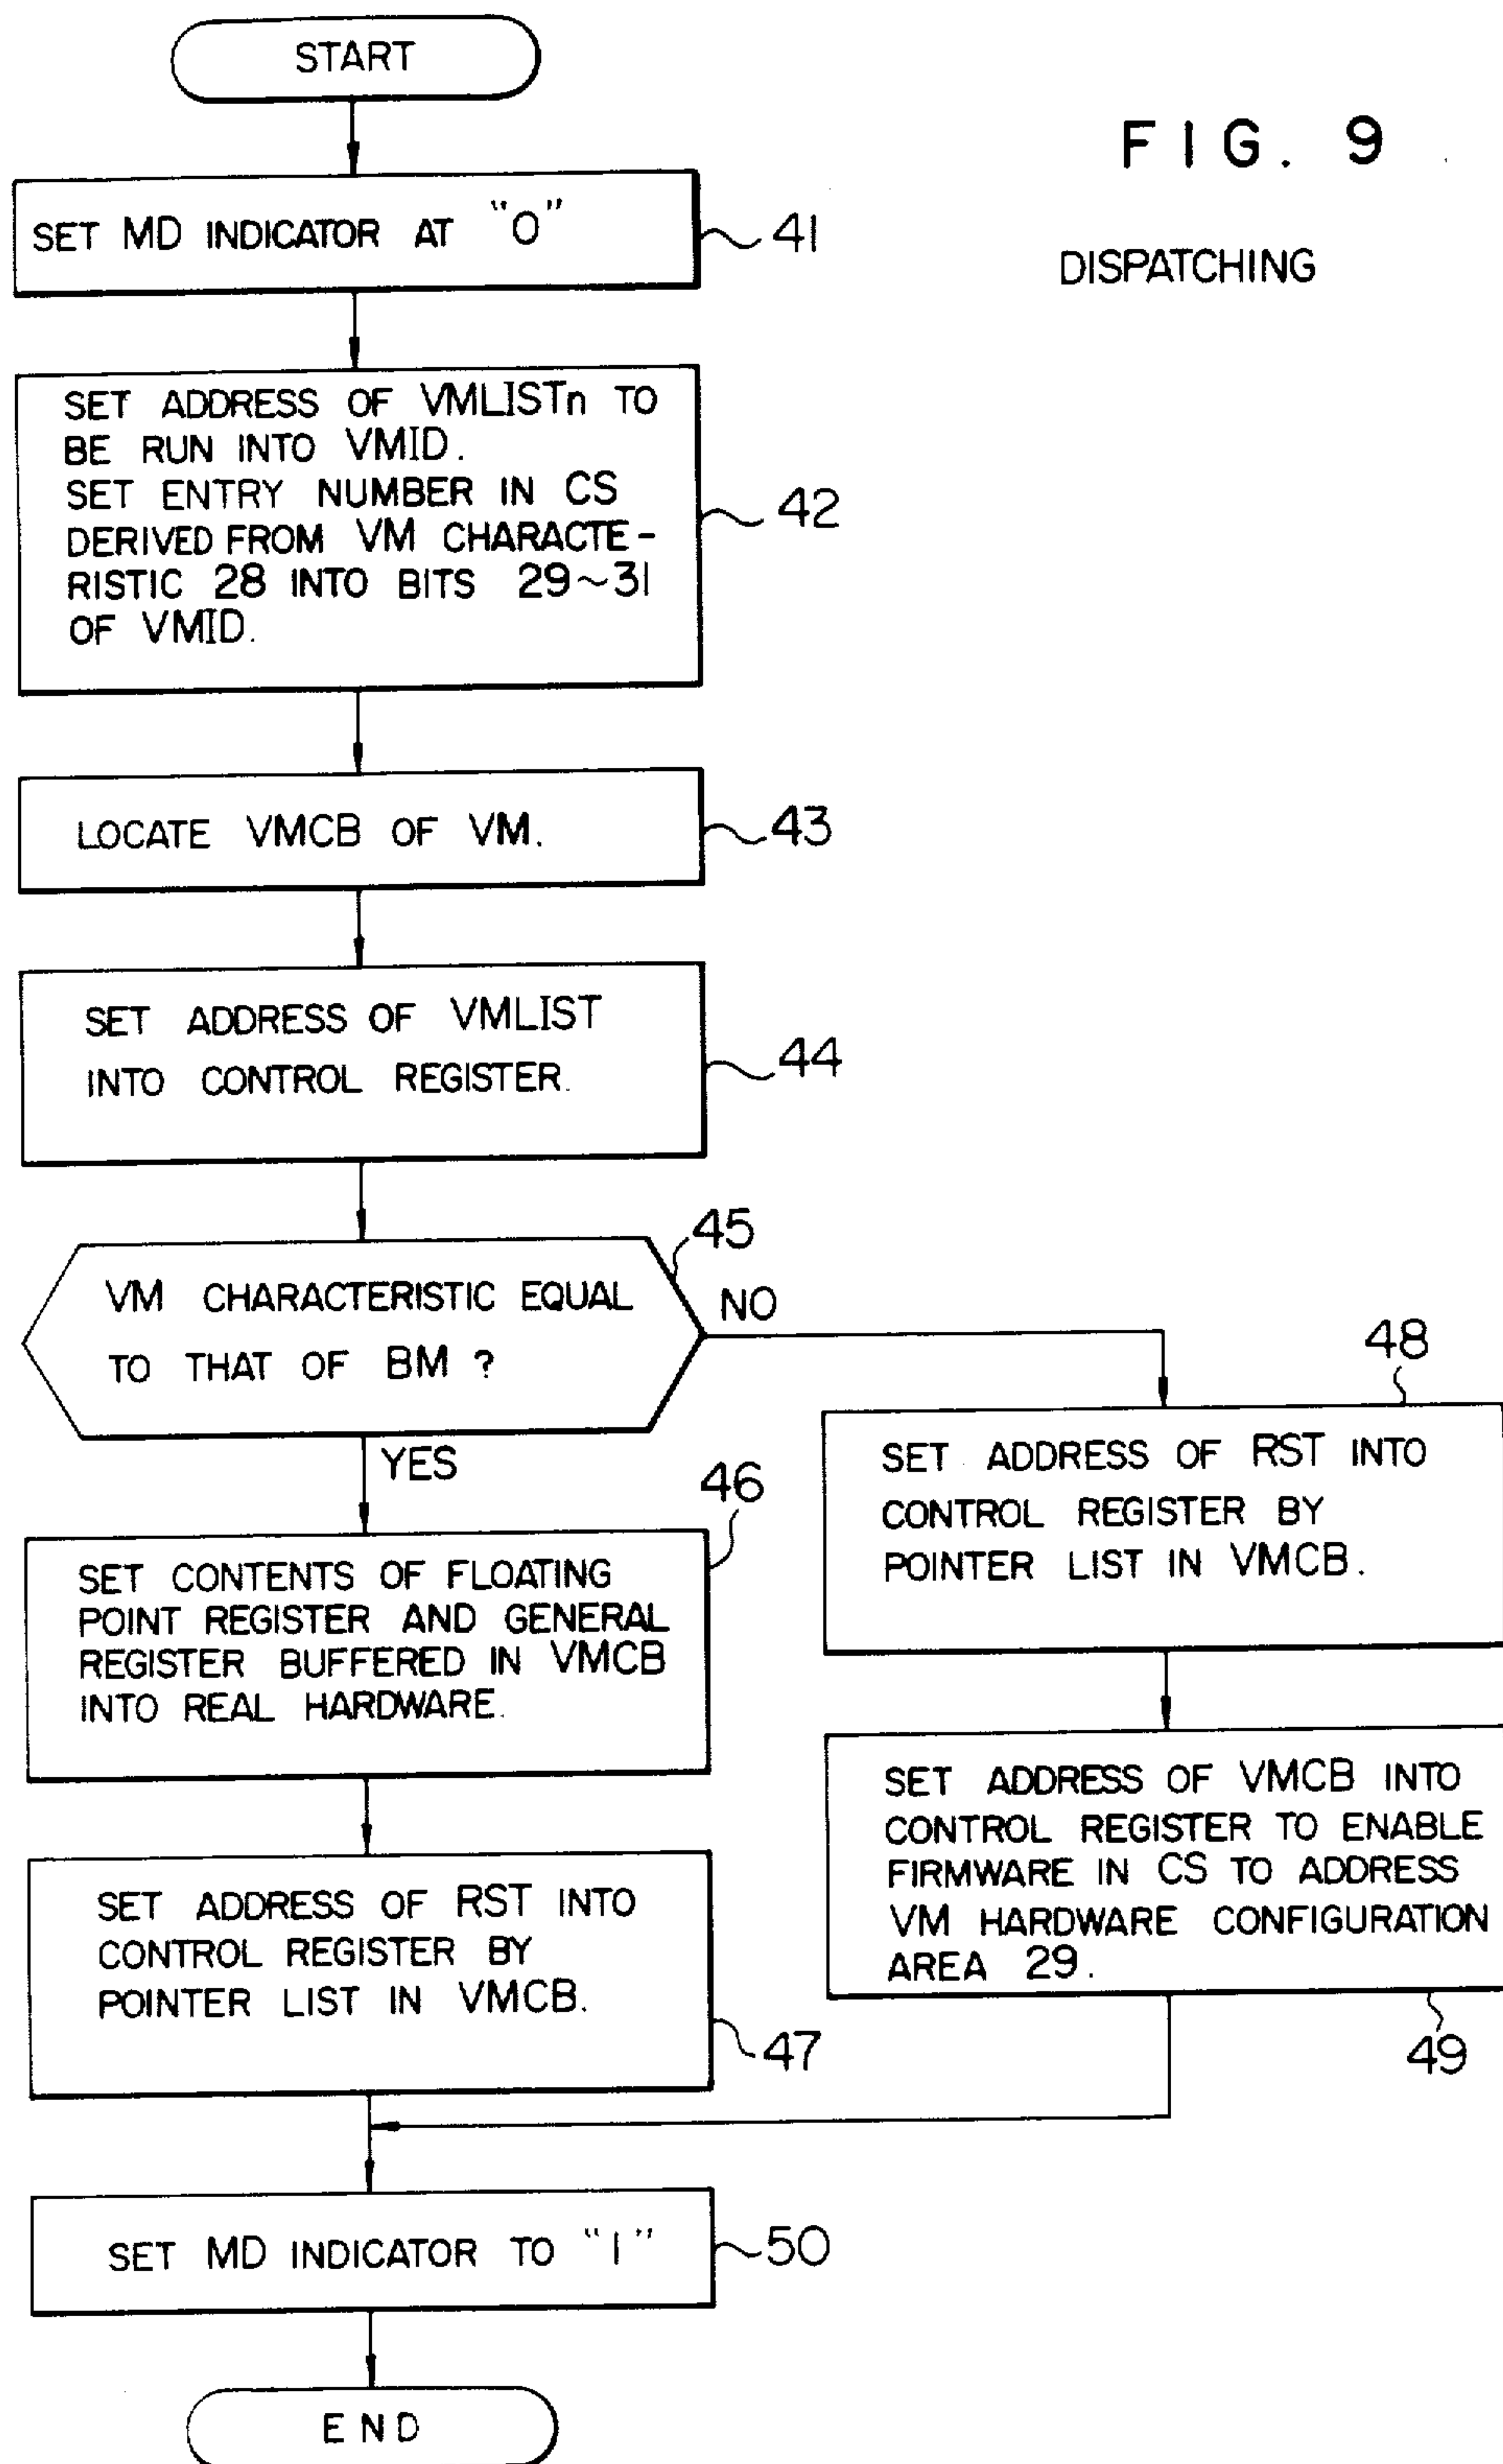 START
FIG. 9
DISPATCHING
SET MD INDICATOR AT "0"
41
SET ADDRESS OF VMLISTn TO
BE RUN INTO VMID.
SET ENTRY NUMBER IN CS
DERIVED FROM VM CHARACTE-
RISTIC 28 INTO BITS 29~31
OF VMID.
42
LOCATE VMCB OF VM.
43
SET ADDRESS OF VMLIST
INTO CONTROL REGISTER.
44
45
VM CHARACTERISTIC EQUAL
TO THAT OF BM ?
NO
YES
46
SET CONTENTS OF FLOATING
POINT REGISTER AND GENERAL
REGISTER BUFFERED IN VMCB
INTO REAL HARDWARE.
SET ADDRESS OF RST INTO
CONTROL REGISTER BY
POINTER LIST IN VMCB.
47
48
SET ADDRESS OF RST INTO
CONTROL REGISTER BY
POINTER LIST IN VMCB.
SET ADDRESS OF VMCB INTO
CONTROL REGISTER TO ENABLE
FIRMWARE IN CS TO ADDRESS
VM HARDWARE CONFIGURATION
AREA 29.
49
SET MD INDICATOR TO "1"
50
END